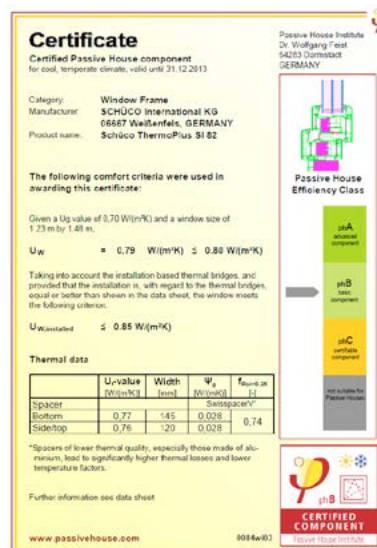 Certificate
Certified Passive House component
for cool, temperate climate, valid until 31.12.2013
Passive House Institute
Dr. Wolfgang Feist
64283 Darmstadt
GERMANY
Category: Window Frame
Manufacturer: SCHÜCO International KG
06667 Weißenfels, GERMANY
Product name: Schüco ThermoPlus SI 82
Passive House
Efficiency Class
The following comfort criteria were used in
awarding this certificate:
Given a Ug value of 0,70 W/(m²K) and a window size of
1.23 m by 1.48 m,
UW = 0,79 W/(m²K) ≤ 0.80 W/(m²K)
Taking into account the installation based thermal bridges, and
provided that the installation is, with regard to the thermal bridges,
equal or better than shown in the data sheet, the window meets
the following criterion:
UW,installed ≤ 0.85 W/(m²K)
phA
advanced
component
phB
basic
component
phC
certifiable
component
not suitable for
Passive Houses
Thermal data
Uf-value Width Ψg fRsi=0.25
[W/(m²K)] [mm] [W/(mK)] [-]
Spacer SwisspacerV*
Bottom 0,77 145 0,028 0,74
Side/top 0,76 120 0,028
*Spacers of lower thermal quality, especially those made of alu-
minium, lead to significantly higher thermal losses and lower
temperature factors.
Further information see data sheet
www.passivehouse.com 0084wi03
phB
CERTIFIED
COMPONENT
Passive House Institute